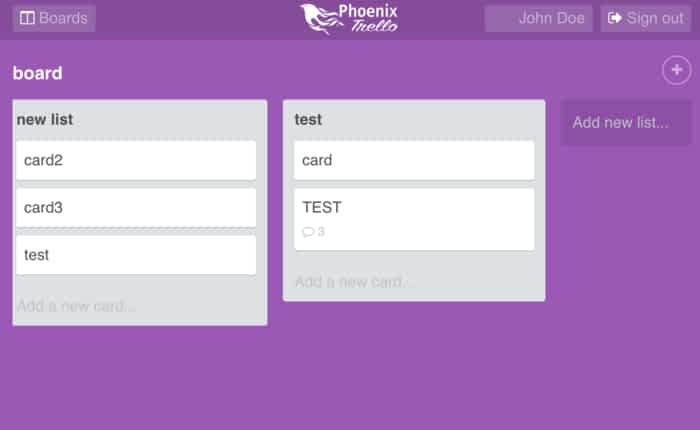 Boards
Phoenix
Trello
John Doe
Sign out
board
+
new list
card2
card3
test
Add a new card...
test
card
TEST
3
Add a new card...
Add new list...